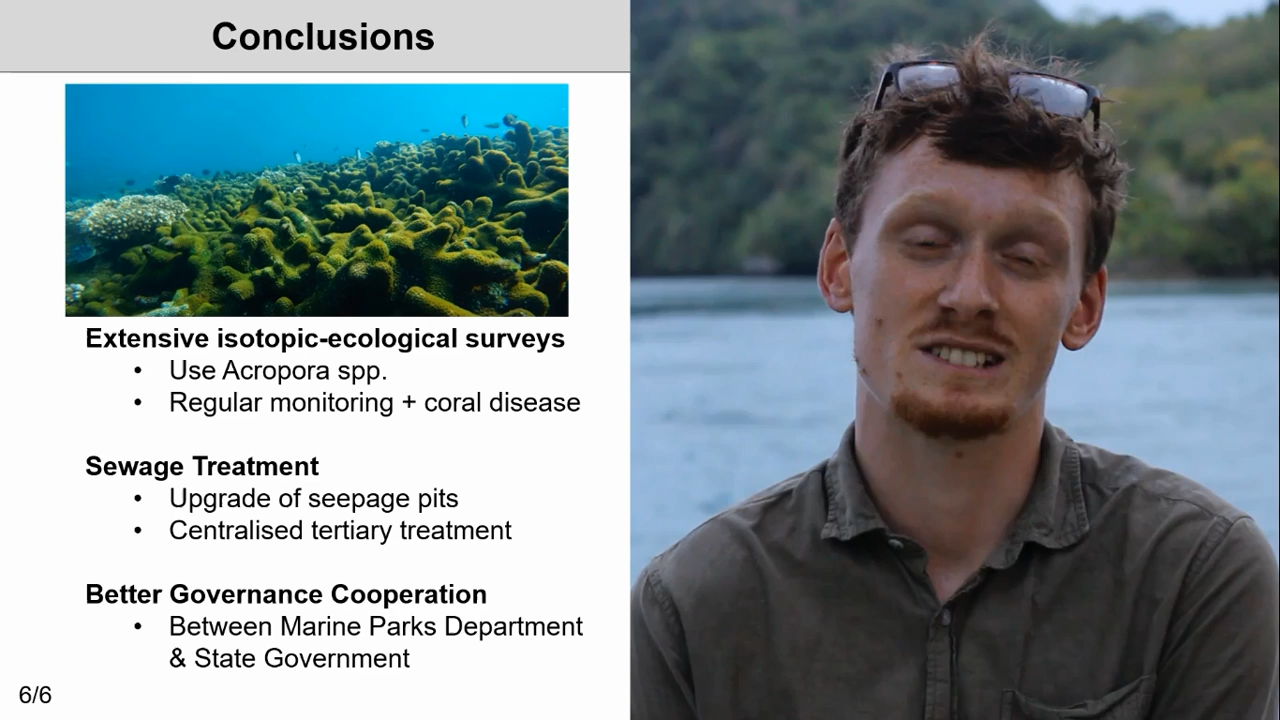 Conclusions
Extensive isotopic-ecological surveys
• Use Acropora spp.
• Regular monitoring + coral disease
Sewage Treatment
• Upgrade of seepage pits
• Centralised tertiary treatment
Better Governance Cooperation
• Between Marine Parks Department
& State Government
6/6